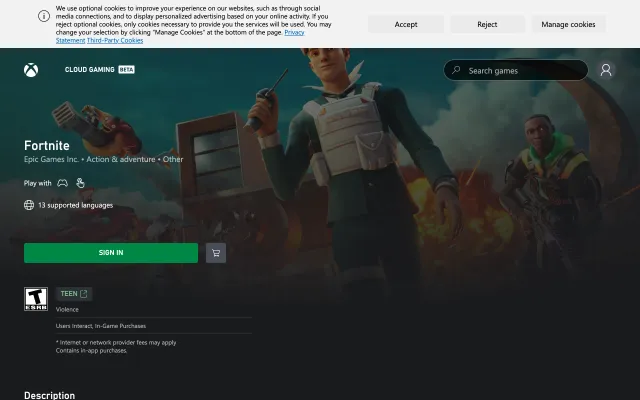 We use optional cookies to improve your experience on our websites, such as through social
media connections, and to display personalized advertising based on your online activity. If you
reject optional cookies, only cookies necessary to provide you the services will be used. You may
change your selection by clicking "Manage Cookies" at the bottom of the page. Privacy
Statement Third-Party Cookies
Accept
Reject
Manage cookies
CLOUD GAMING BETA
Search games
Fortnite
Epic Games Inc. • Action & adventure • Other
Play with
13 supported languages
SIGN IN
T
ESRB
TEEN
Violence
Users Interact, In-Game Purchases
* Internet or network provider fees may apply
Contains in-app purchases.
Description